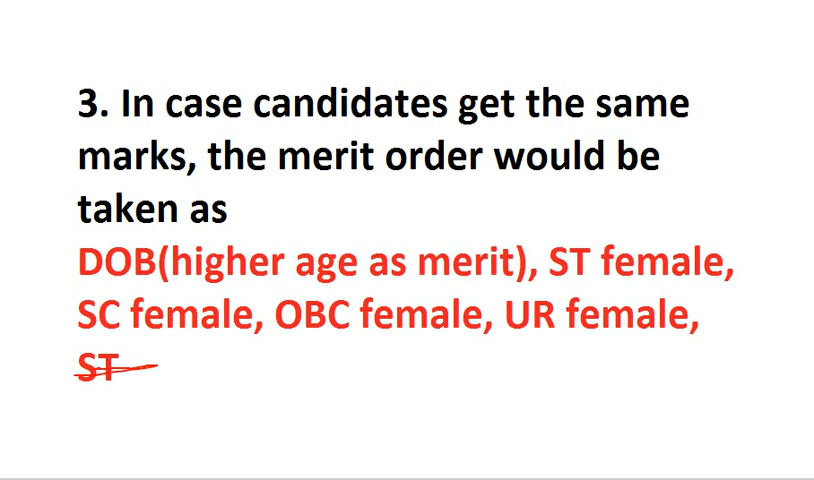 3. In case candidates get the same
marks, the merit order would be
taken as
DOB(higher age as merit), ST female,
SC female, OBC female, UR female,
ST